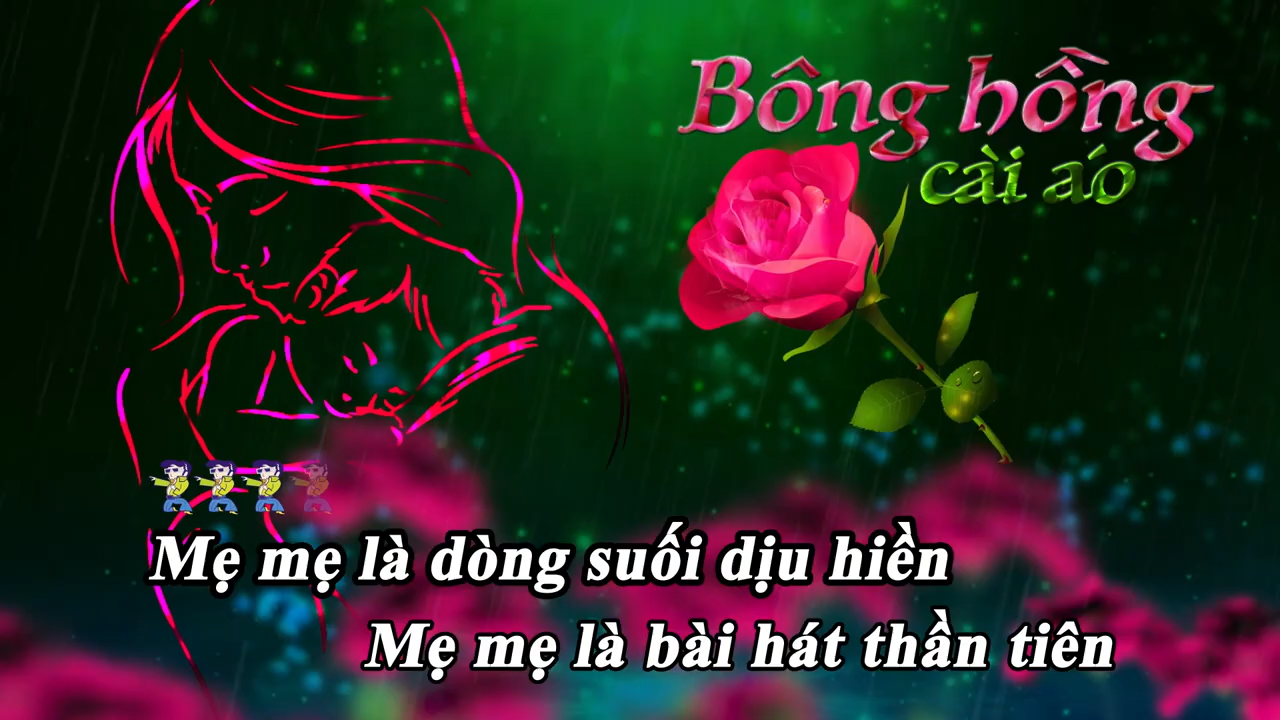 Bông hồng
cài áo
Mẹ mẹ là dòng suối dịu hiền
Mẹ mẹ là bài hát thần tiên